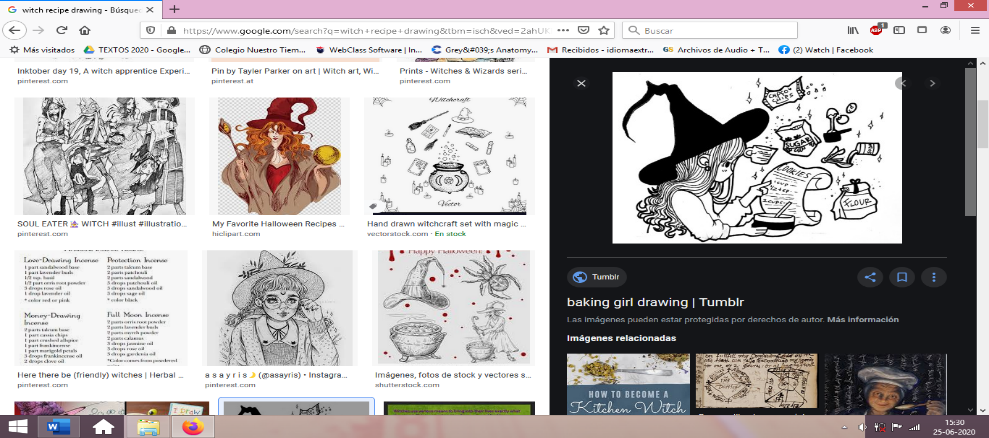 witch recipe drawing - Búsque
https://www.google.com/search?q=witch+recipe+drawing&tbm=isch&ved=2ahUK
Buscar
Más visitados
TEXTOS 2020 - Google...
Colegio Nuestro Tiem...
WebClass Software | In...
Grey&#039;s Anatomy...
Recibidos - idiomaextr...
Archivos de Audio + T...
(2) Watch | Facebook
Inktober day 19, A witch apprentice Experi...
pinterest.com
Pin by Tayler Parker on art | Witch art, Wi...
pinterest.at
Prints - Witches & Wizards seri...
pinterest.com
Witchcraft
Vector
SOUL EATER WITCH #illust #illustratio...
pinterest.com
My Favorite Halloween Recipes ...
hiclipart.com
Hand drawn witchcraft set with magic ...
vectorstock.com · En stock
Love-Drawing Incense
1 part sandalwood base
Protection Incense
Money-Drawing
Incense
Full Moon Incense
Happy Halloween
Here there be (friendly) witches | Herbal ...
pinterest.com
a s a y r i s (@asayris) • Instagra...
pinterest.com
Imágenes, fotos de stock y vectores s...
shutterstock.com
SUGAR
COOKIES
FLOUR
Tumblr
baking girl drawing | Tumblr
Las imágenes pueden estar protegidas por derechos de autor. Más información
Imágenes relacionadas
HOW TO BECOME A
KITCHEN WITCH
15:30
25-06-2020